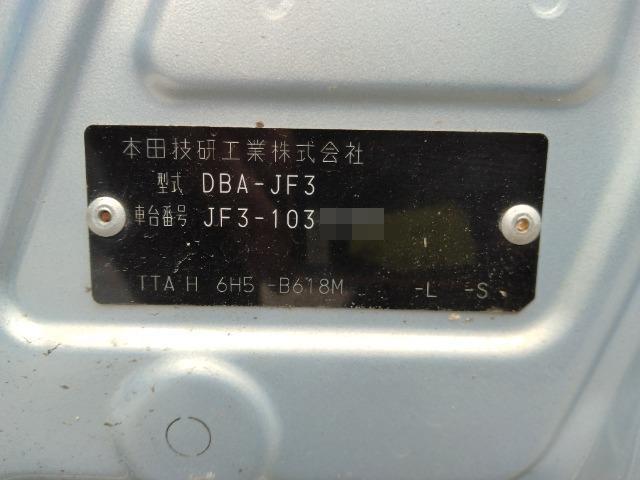 本田技研工業株式会社
型式 DBA-JF3
車台番号 JF3-103
TTA H 6H5 -B618M -L -S